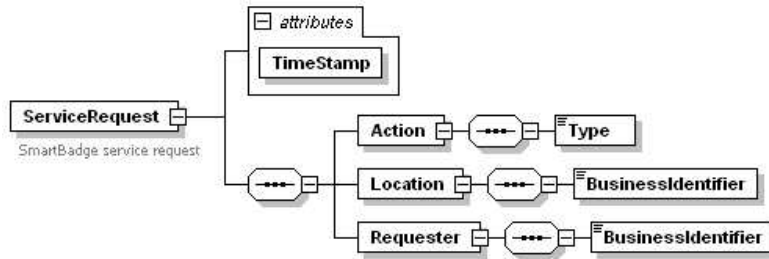 attributes
TimeStamp
ServiceRequest
SmartBadge service request
Action
Type
Location
BusinessIdentifier
Requester
BusinessIdentifier